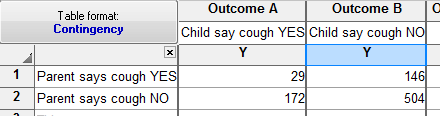 Table format:
Contingency
Outcome A Outcome B
Child say cough YES Child say cough NO
x Y Y
1 Parent says cough YES 29 146
2 Parent says cough NO 172 504